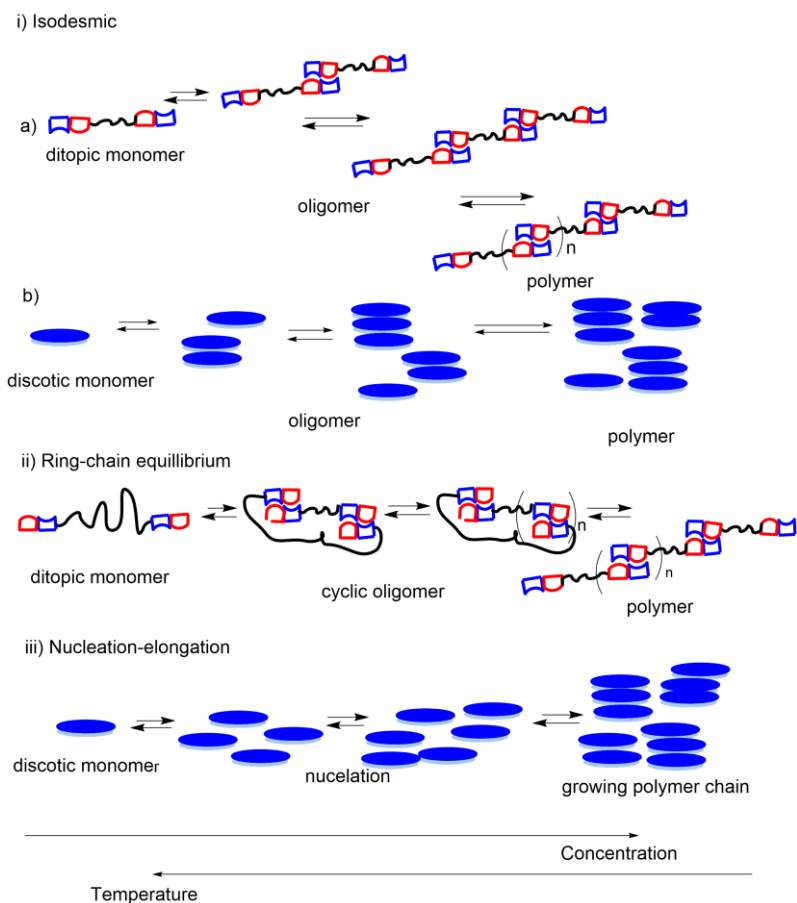 i) Isodesmic
a)
ditopic monomer
oligomer
n
polymer
b)
discotic monomer
oligomer
polymer
ii) Ring-chain equillibrium
n
ditopic monomer
cyclic oligomer
n
polymer
iii) Nucleation-elongation
discotic monomer
nucelation
growing polymer chain
Concentration
Temperature